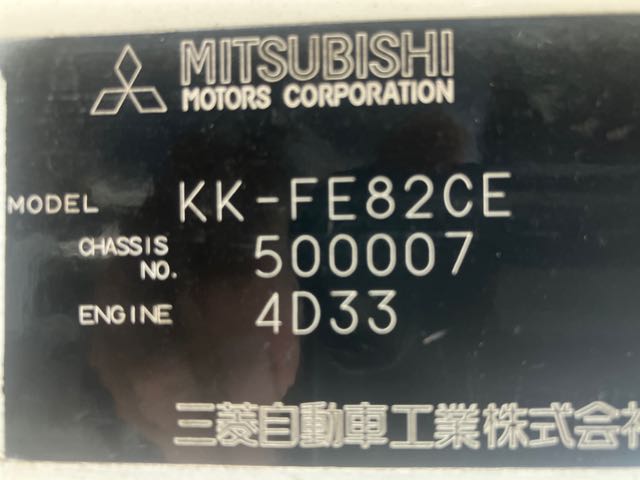 MITSUBISHI
MOTORS CORPORATION
MODEL KK-FE82CE
CHASSIS NO. 500007
ENGINE 4D33
三菱自動車工業株式会社